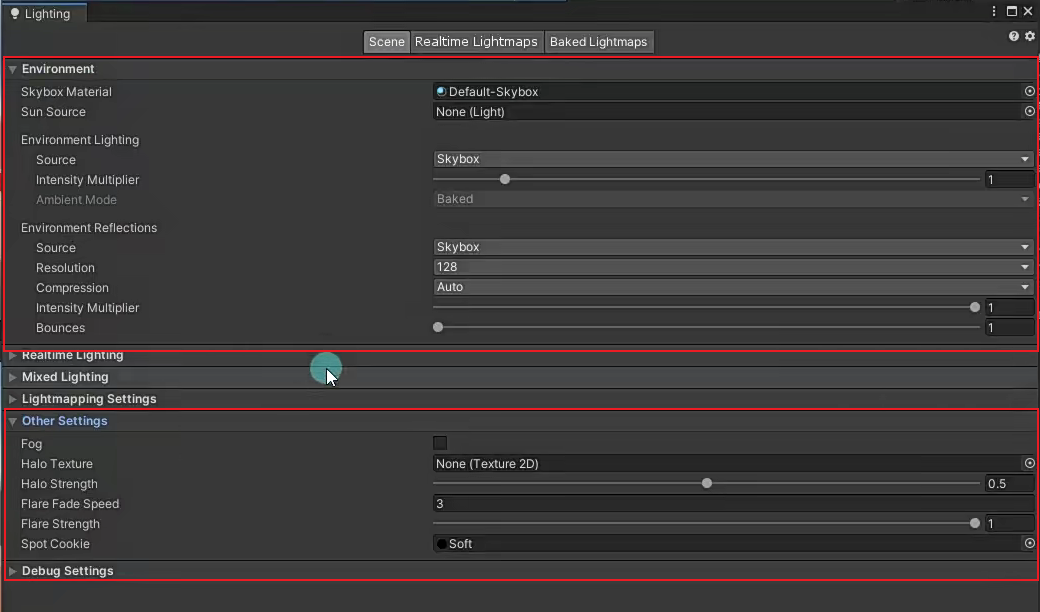 Lighting
Scene Realtime Lightmaps Baked Lightmaps
Environment
Skybox Material Default-Skybox
Sun Source None (Light)
Environment Lighting
Source Skybox
Intensity Multiplier 1
Ambient Mode Baked
Environment Reflections
Source Skybox
Resolution 128
Compression Auto
Intensity Multiplier 1
Bounces 1
Realtime Lighting
Mixed Lighting
Lightmapping Settings
Other Settings
Fog
Halo Texture None (Texture 2D)
Halo Strength 0.5
Flare Fade Speed 3
Flare Strength 1
Spot Cookie Soft
Debug Settings